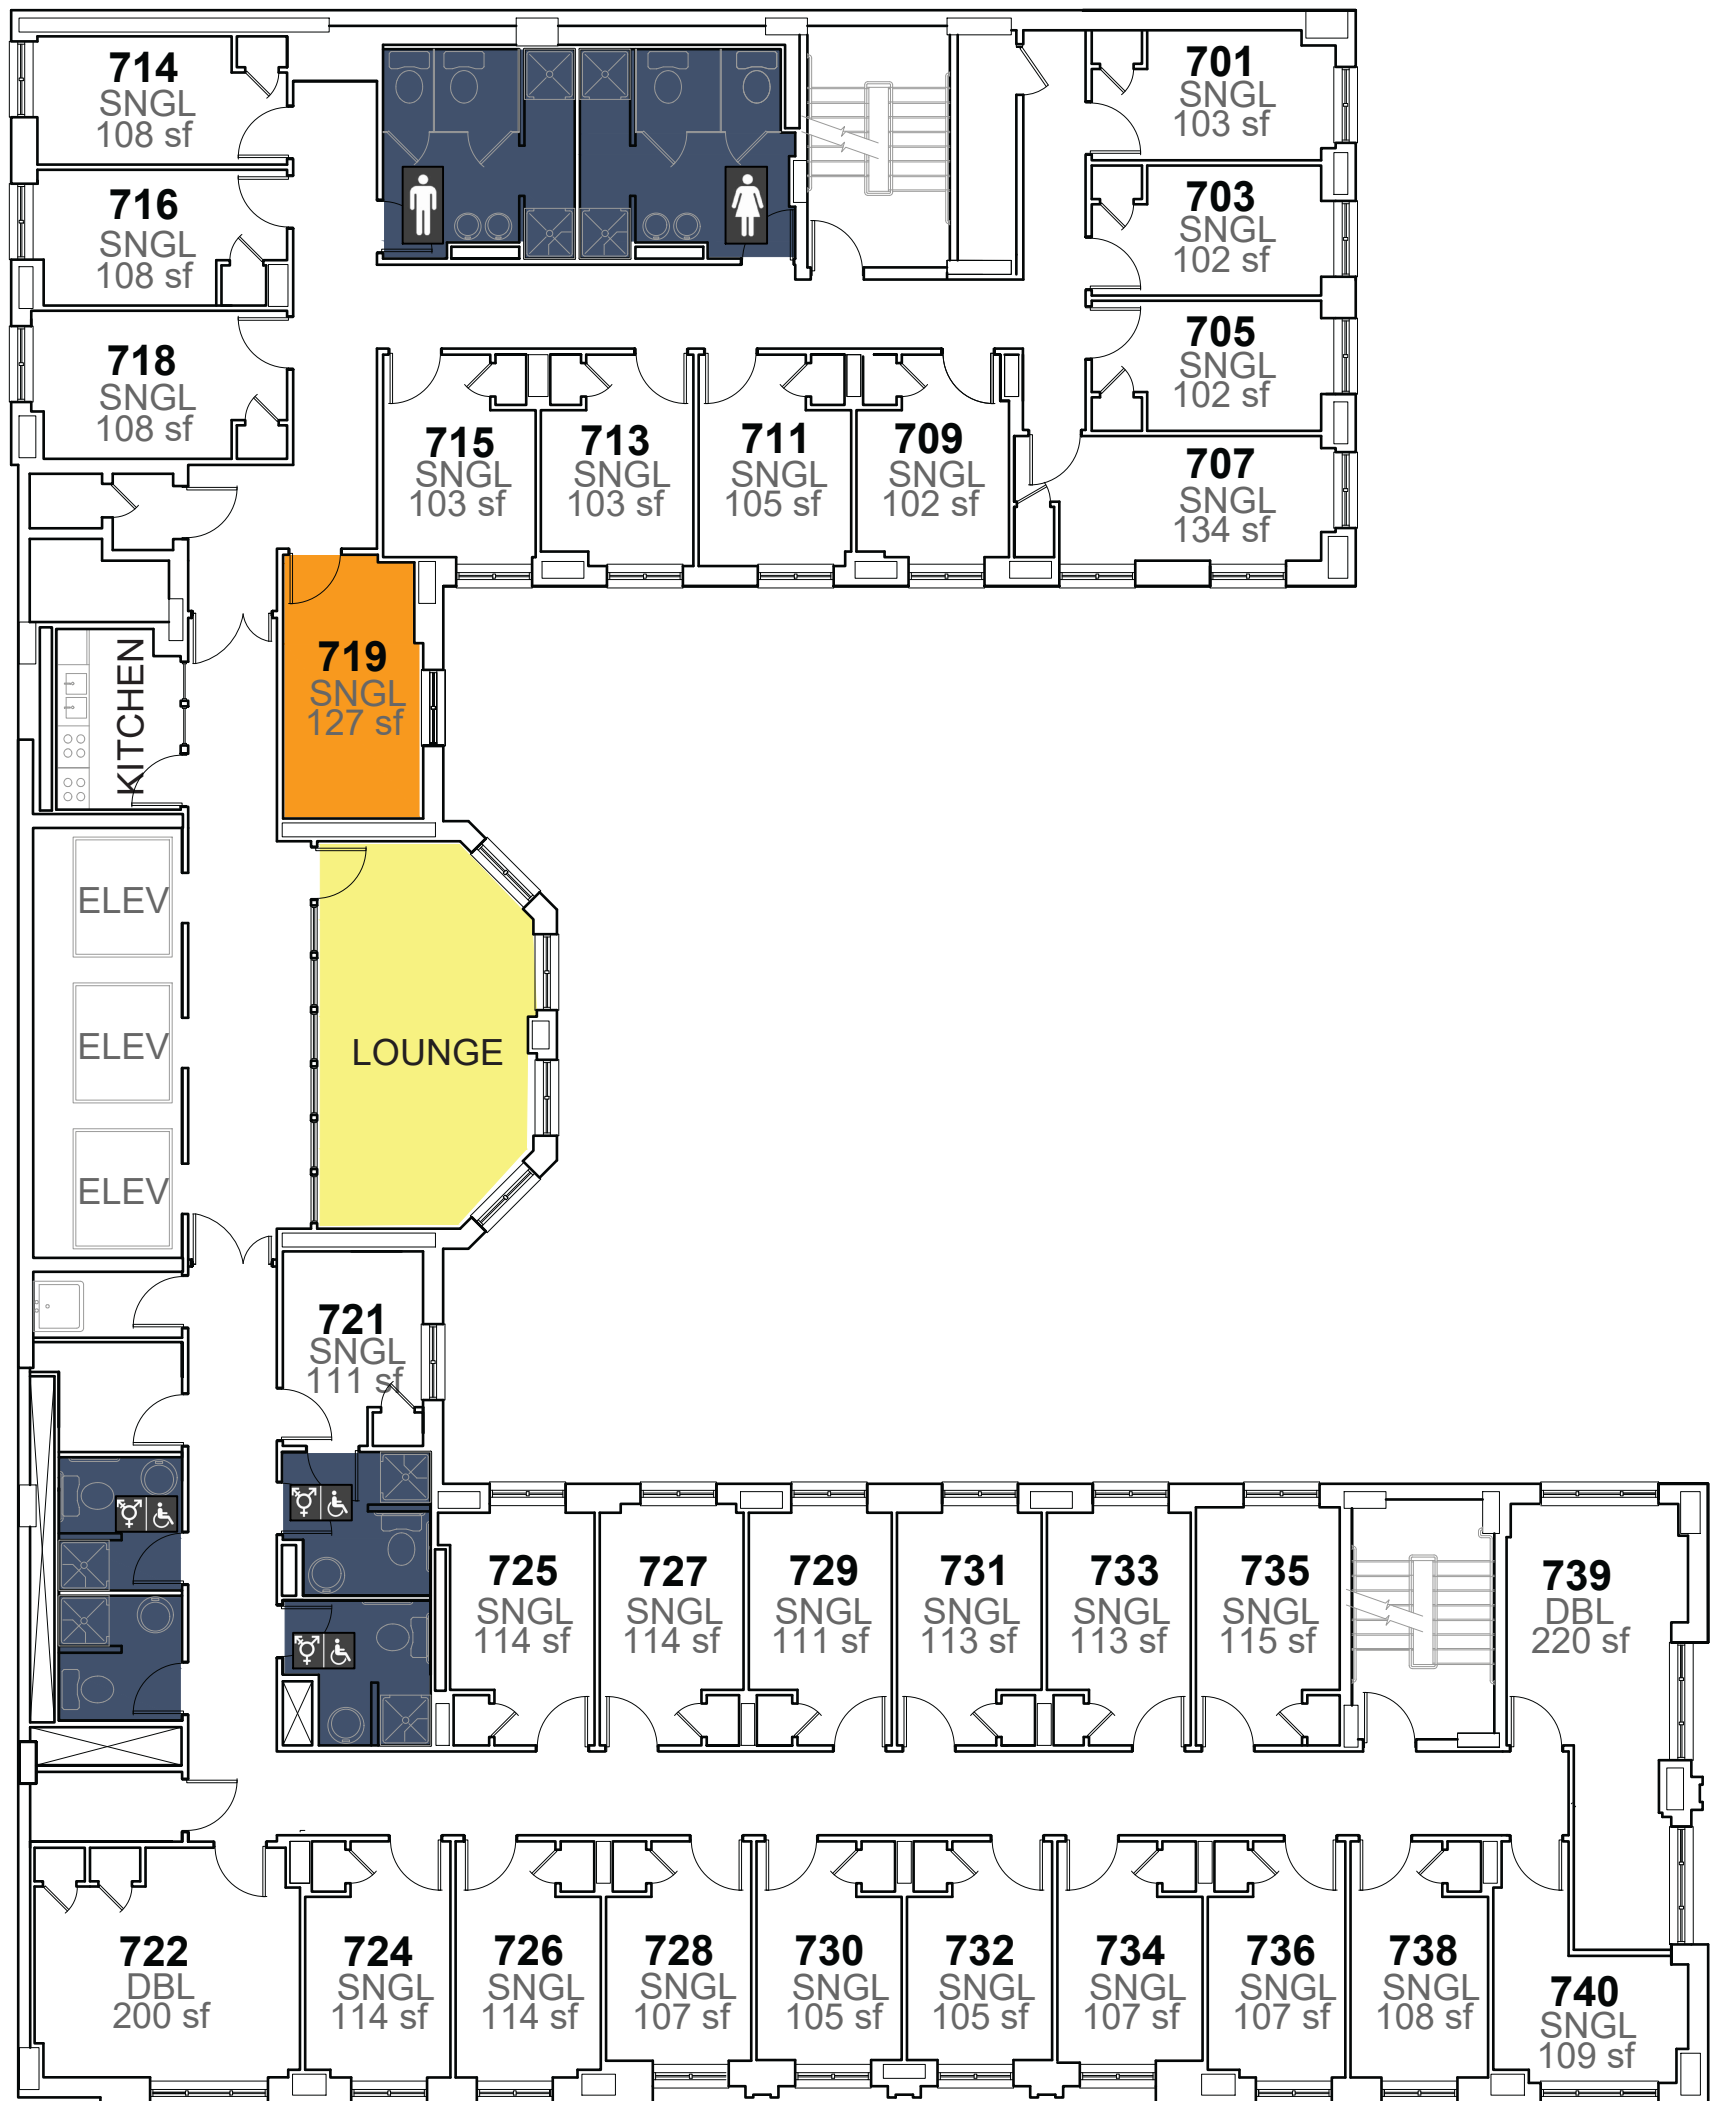 714
SNGL
108 sf
701
SNGL
103 sf
716
SNGL
108 sf
703
SNGL
102 sf
718
SNGL
108 sf
705
SNGL
102 sf
715
SNGL
103 sf
713
SNGL
103 sf
711
SNGL
105 sf
709
SNGL
102 sf
707
SNGL
134 sf
719
SNGL
127 sf
KITCHEN
ELEV
ELEV
ELEV
LOUNGE
721
SNGL
111 sf
725
SNGL
114 sf
727
SNGL
114 sf
729
SNGL
111 sf
731
SNGL
113 sf
733
SNGL
113 sf
735
SNGL
115 sf
739
DBL
220 sf
722
DBL
200 sf
724
SNGL
114 sf
726
SNGL
114 sf
728
SNGL
107 sf
730
SNGL
105 sf
732
SNGL
105 sf
734
SNGL
107 sf
736
SNGL
107 sf
738
SNGL
108 sf
740
SNGL
109 sf